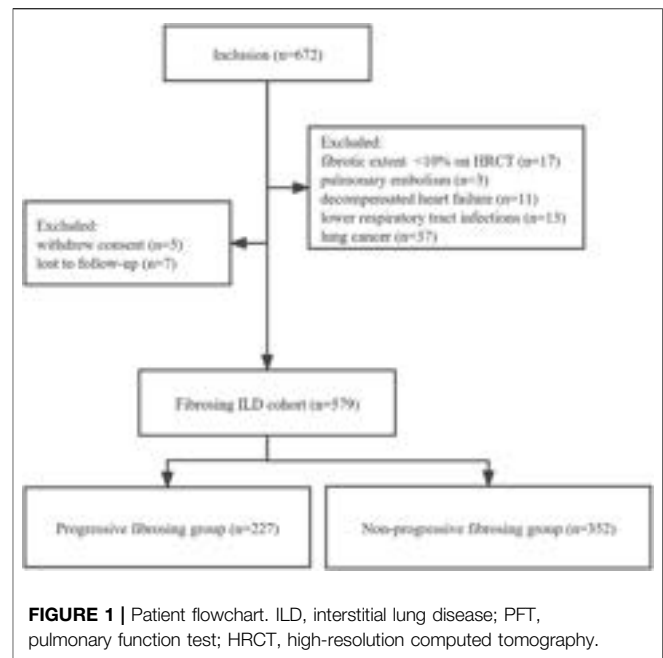 Inclusion (n=672)
Excluded:
fibrotic extent <10% on HRCT (n=17)
pulmonary embolism (n=3)
decompensated heart failure (n=11)
lower respiratory tract infections (n=13)
lung cancer (n=37)
Excluded:
withdrew consent (n=5)
lost to follow-up (n=7)
Fibrosing ILD cohort (n=579)
Progressive fibrosing group (n=227)
Non-progressive fibrosing group (n=352)
FIGURE 1 | Patient flowchart. ILD, interstitial lung disease; PFT,
pulmonary function test; HRCT, high-resolution computed tomography.